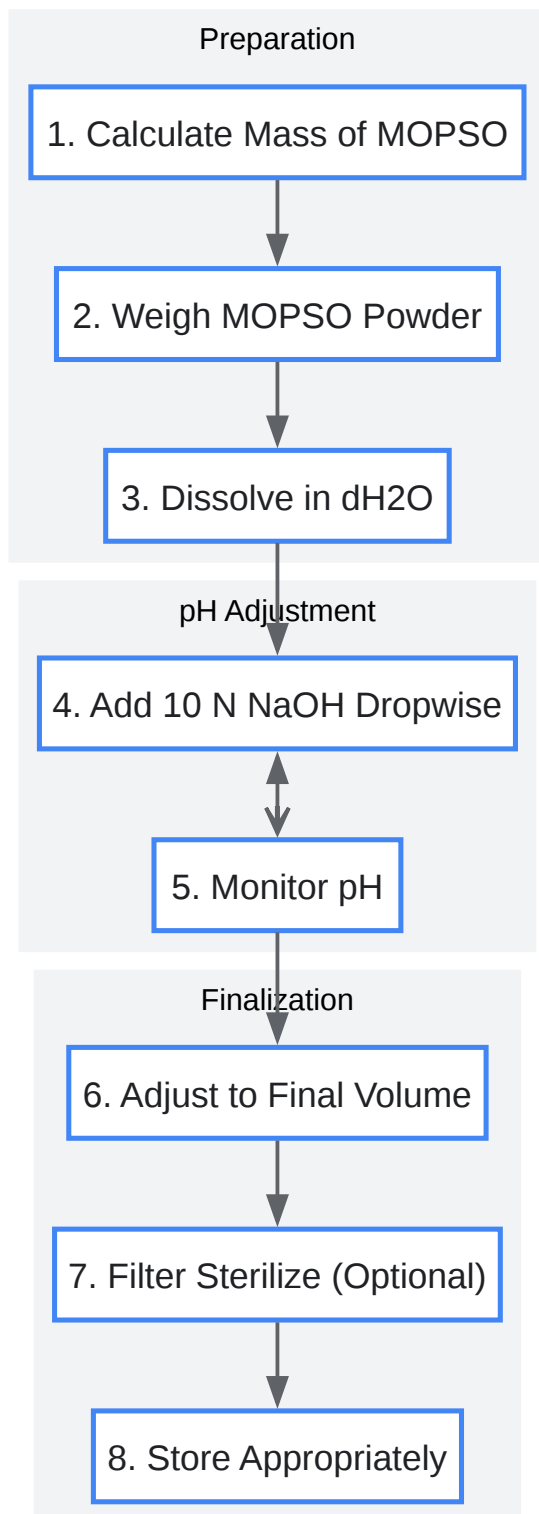 Preparation
1. Calculate Mass of MOPSO
2. Weigh MOPSO Powder
3. Dissolve in dH2O
pH Adjustment
4. Add 10 N NaOH Dropwise
5. Monitor pH
Finalization
6. Adjust to Final Volume
7. Filter Sterilize (Optional)
8. Store Appropriately